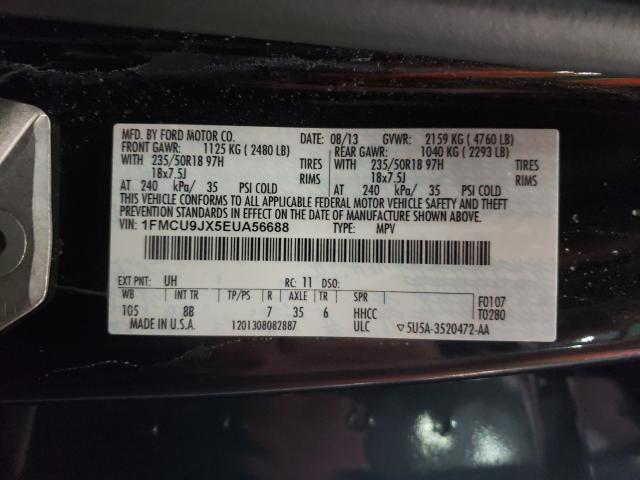 MFD. BY FORD MOTOR CO. DATE: 08/13 GVWR: 2159 KG ( 4760 LB)
FRONT GAWR: 1125 KG ( 2480 LB) REAR GAWR: 1040 KG ( 2293 LB)
WITH 235/50R18 97H TIRES WITH 235/50R18 97H TIRES
18x7.5J RIMS 18x7.5J RIMS
AT 240 kPa/ 35 PSI COLD AT 240 kPa/ 35 PSI COLD
THIS VEHICLE CONFORMS TO ALL APPLICABLE FEDERAL MOTOR VEHICLE SAFETY, BUMPER, AND THEFT
PREVENTION STANDARDS IN EFFECT ON THE DATE OF MANUFACTURE SHOWN ABOVE.
VIN: 1FMCU9JX5EUA56688 TYPE: MPV
EXT PNT: UH RC: 11 DSO:
WB INT TR TP/PS R AXLE TR SPR F0107
T0280
105 8B 7 35 6 HHCC
MADE IN U.S.A. 1201308082887 ULC ▽5U5A-3520472-AA